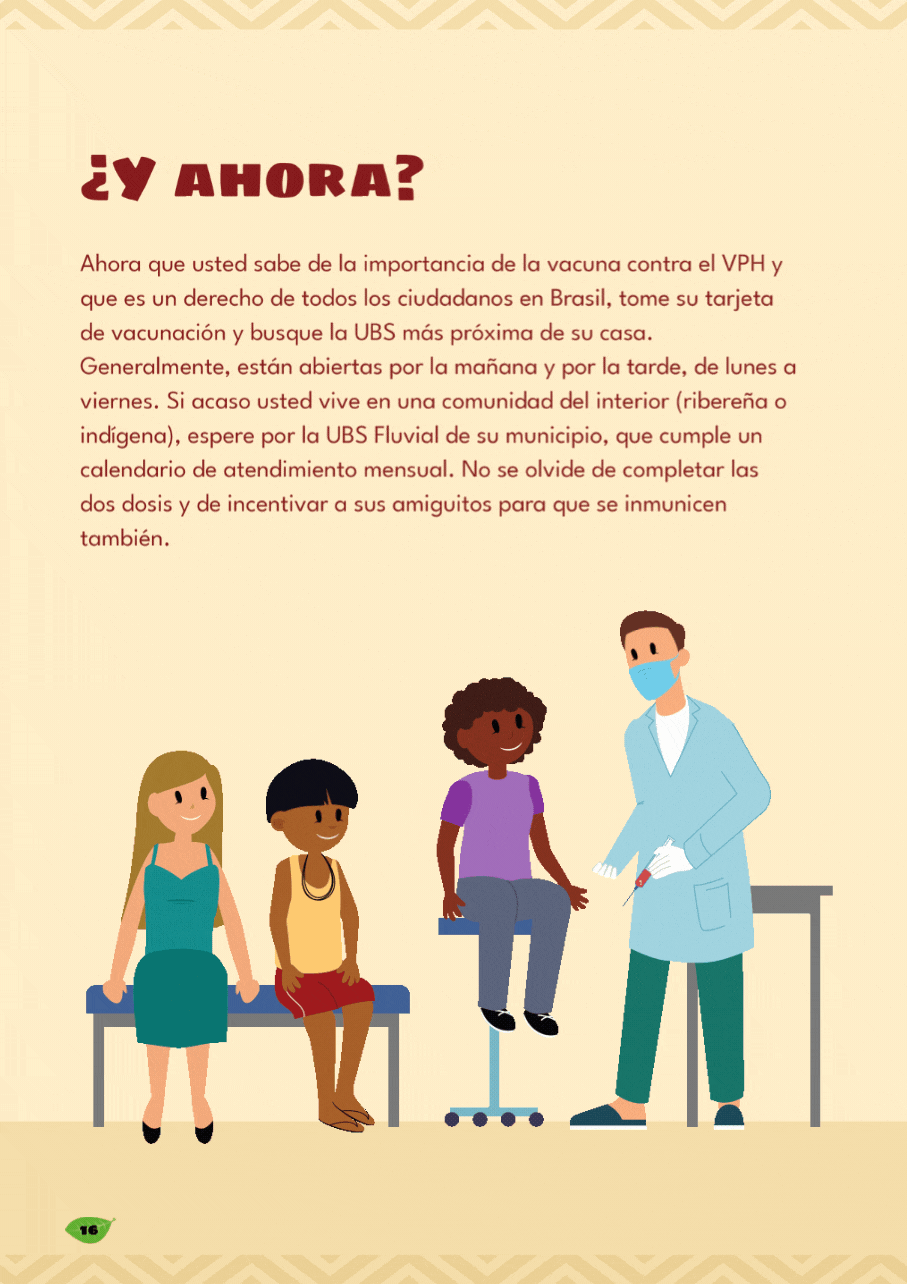 ¿Y AHORA?
Ahora que usted sabe de la importancia de la vacuna contra el VPH y
que es un derecho de todos los ciudadanos en Brasil, tome su tarjeta
de vacunación y busque la UBS más próxima de su casa.
Generalmente, están abiertas por la mañana y por la tarde, de lunes a
viernes. Si acaso usted vive en una comunidad del interior (ribereña o
indígena), espere por la UBS Fluvial de su municipio, que cumple un
calendario de atendimiento mensual. No se olvide de completar las
dos dosis y de incentivar a sus amiguitos para que se inmunicen
también.
16